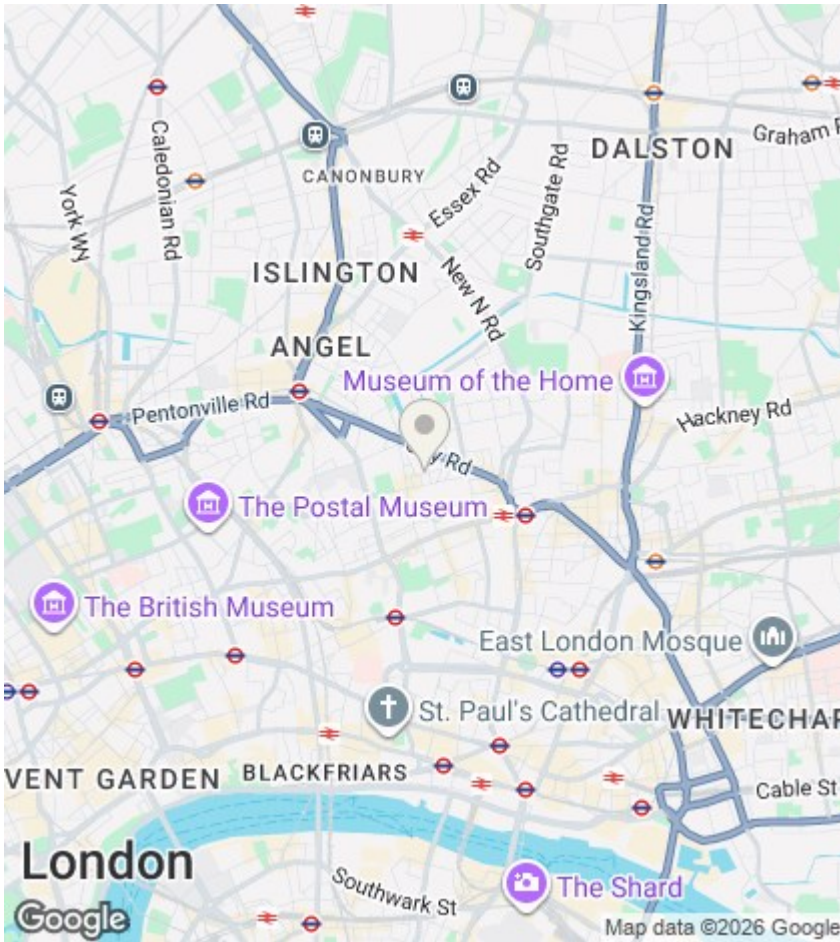 DALSTON
Graham R
Caledonian Rd
CANONBURY
York WY
Essex Rd
Southgate Rd
ISLINGTON
New N Rd
Kingsland Rd
ANGEL
Museum of the Home
Pentonville Rd
Hackney Rd
Rd
The Postal Museum
The British Museum
East London Mosque
St. Paul's Cathedral
WHITECHAP
VENT GARDEN
BLACKFRIARS
Cable St
London
The Shard
Southwark St
Google
Map data ©2026 Google